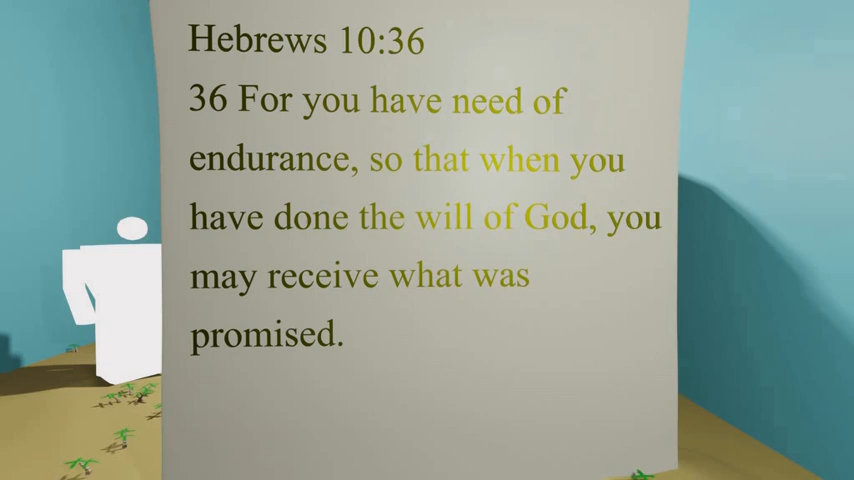 Hebrews 10:36
36 For you have need of
endurance, so that when you
have done the will of God, you
may receive what was
promised.